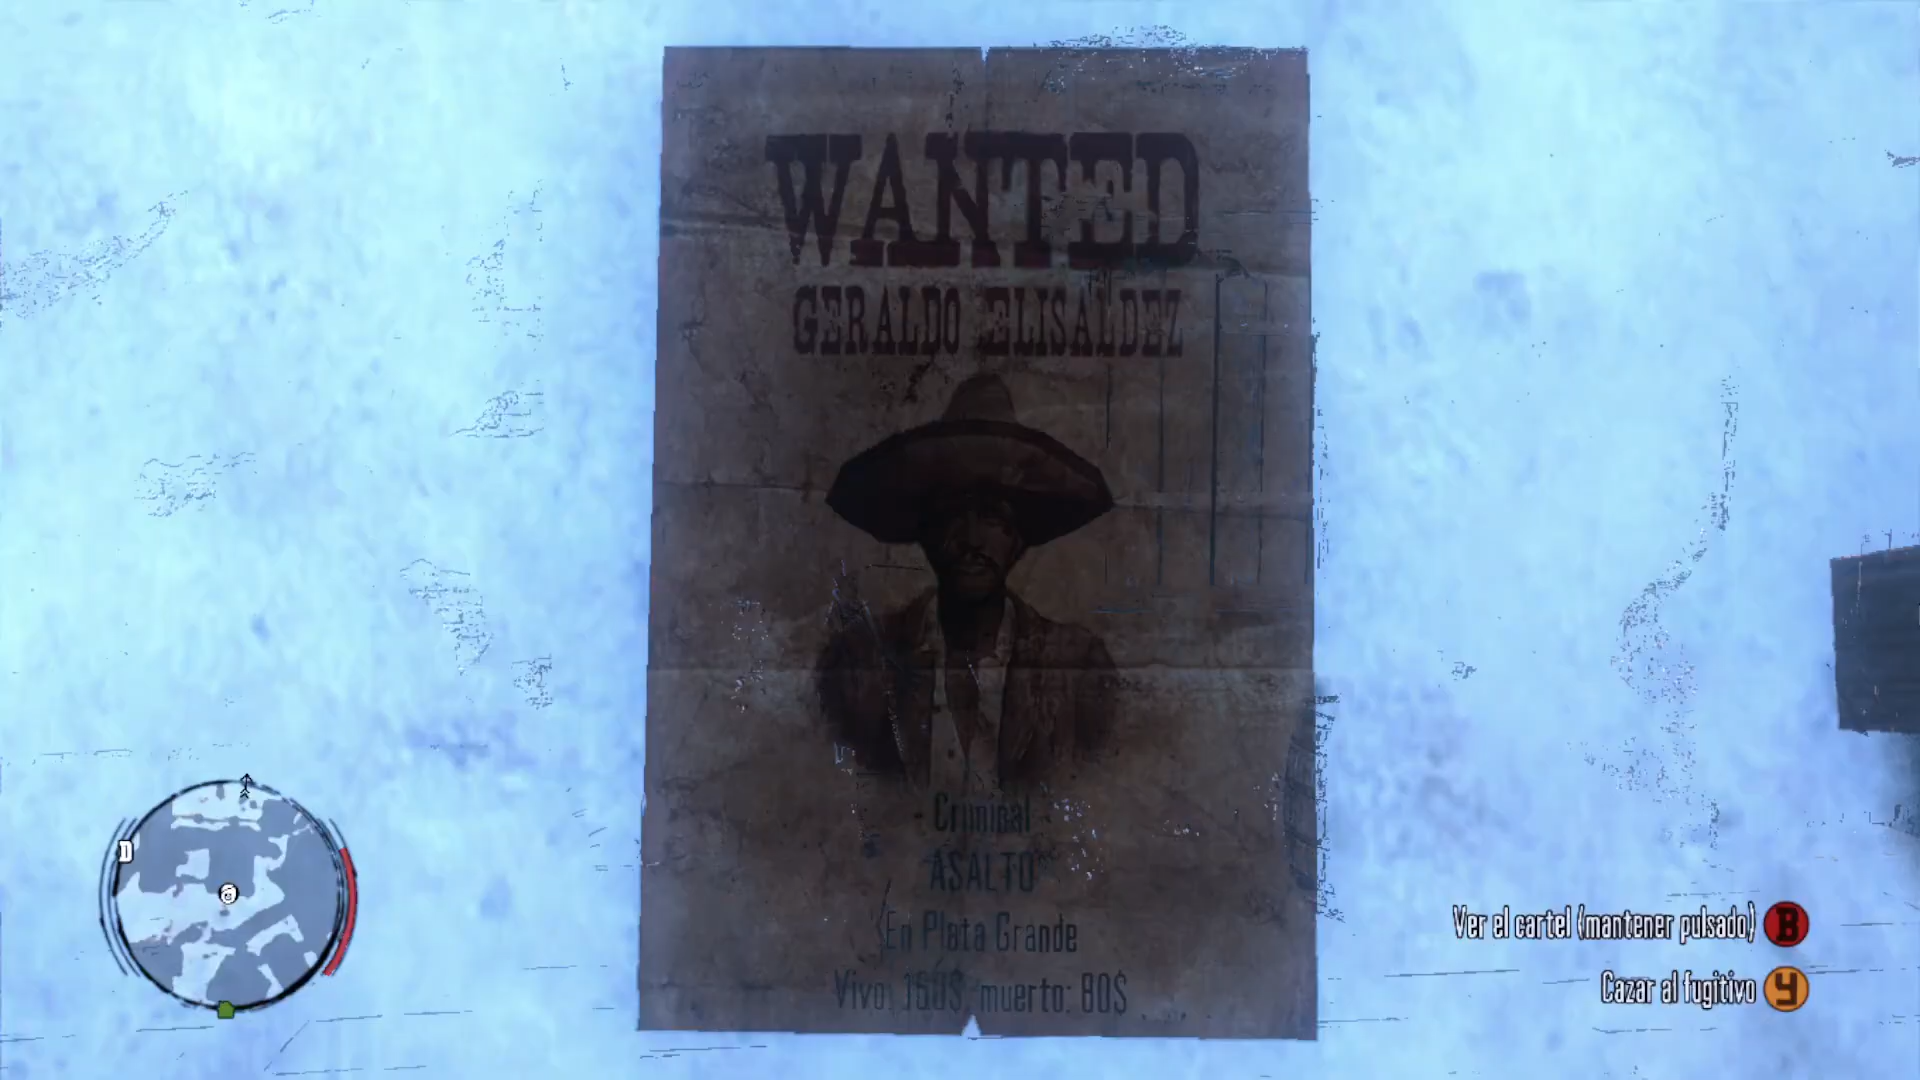 WANTED
GERALDO ELISALDEZ
- Criminal -
ASALTO
En Plata Grande
Vivo: 160$, muerto: 80$
D
Ver el cartel (mantener pulsado) B
Cazar al fugitivo Y